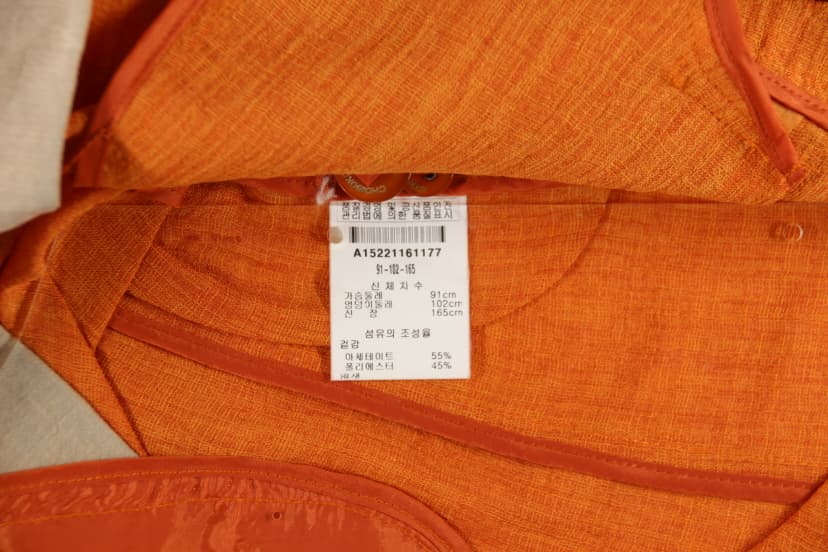 관리법에 의한 품질표시
A15221161177
91-102-165
신체치수
가슴둘레 91cm
엉덩이둘레 102cm
신장 165cm
섬유의 조성율
겉감
아세테이트 55%
폴리에스터 45%